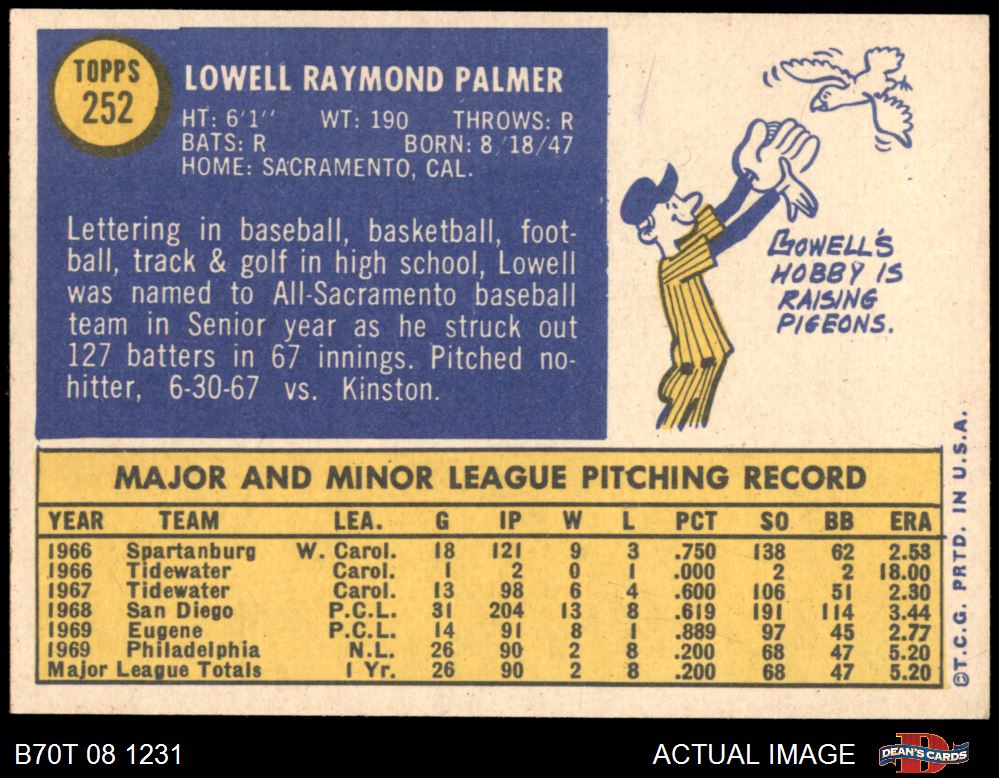 TOPPS
252
LOWELL RAYMOND PALMER
HT: 6'1'' WT: 190 THROWS: R
BATS: R BORN: 8/18/47
HOME: SACRAMENTO, CAL.
Lettering in baseball, basketball, foot-
ball, track & golf in high school, Lowell
was named to All-Sacramento baseball
team in Senior year as he struck out
127 batters in 67 innings. Pitched no-
hitter, 6-30-67 vs. Kinston.
LOWELL'S
HOBBY IS
RAISING
PIGEONS.
MAJOR AND MINOR LEAGUE PITCHING RECORD
YEAR TEAM LEA. G IP W L PCT SO BB ERA
1966 Spartanburg W. Carol. 18 121 9 3 .750 138 62 2.53
1966 Tidewater Carol. 1 2 0 1 .000 2 2 18.00
1967 Tidewater Carol. 13 98 6 4 .600 106 51 2.30
1968 San Diego P.C.L. 31 204 13 8 .619 191 114 3.44
1969 Eugene P.C.L. 14 91 8 1 .889 97 45 2.77
1969 Philadelphia N.L. 26 90 2 8 .200 68 47 5.20
Major League Totals 1 Yr. 26 90 2 8 .200 68 47 5.20
©T.C.G. PRTD. IN U.S.A.
B70T 08 1231
ACTUAL IMAGE
DEAN'S CARDS